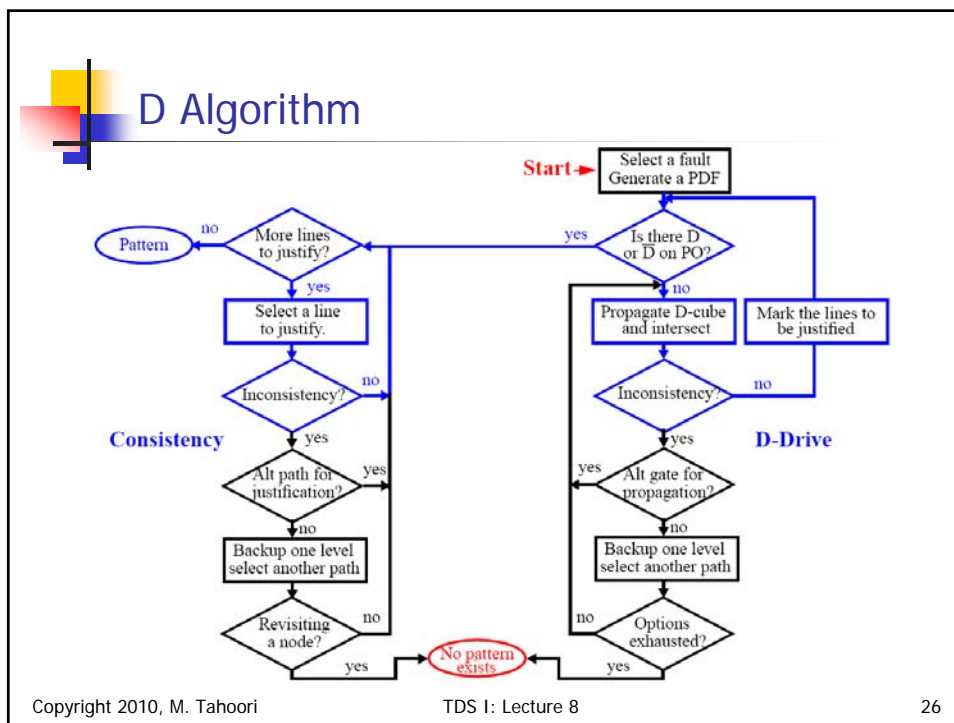 D Algorithm
Start
Select a fault
Generate a PDF
no
Pattern
More lines
to justify?
yes
Is there D
or D̅ on PO?
yes
no
Select a line
to justify.
Propagate D-cube
and intersect
Mark the lines to
be justified
Inconsistency?
no
Inconsistency?
no
Consistency
yes
yes
D-Drive
Alt path for
justification?
yes
yes
Alt gate for
propagation?
no
no
Backup one level
select another path
Backup one level
select another path
Revisiting
a node?
no
no
Options
exhausted?
yes
No pattern
exists
yes
Copyright 2010, M. Tahoori
TDS I: Lecture 8
26